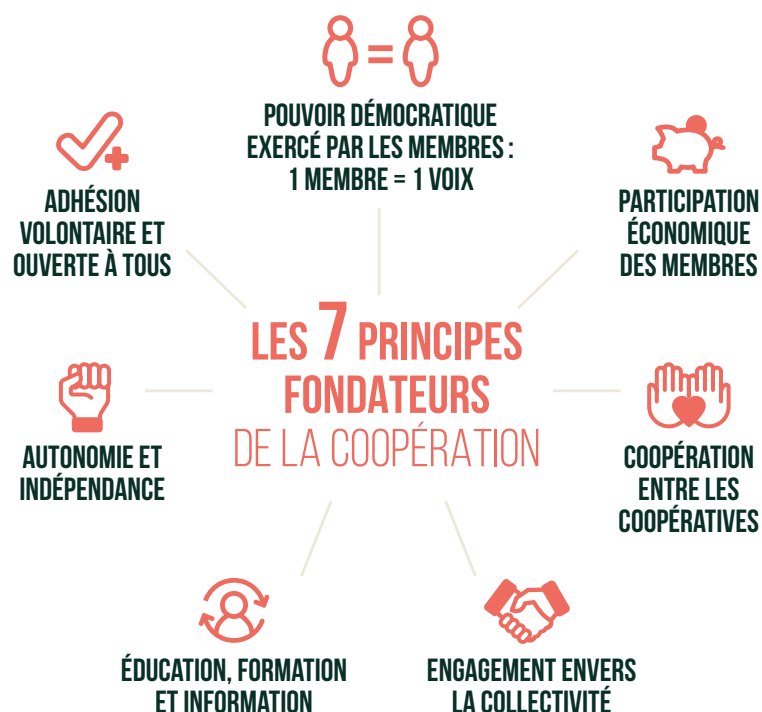 POUVOIR DÉMOCRATIQUE
EXERCÉ PAR LES MEMBRES :
1 MEMBRE = 1 VOIX
ADHÉSION
VOLONTAIRE ET
OUVERTE À TOUS
PARTICIPATION
ÉCONOMIQUE
DES MEMBRES
LES 7 PRINCIPES
FONDATEURS
DE LA COOPÉRATION
AUTONOMIE ET
INDÉPENDANCE
COOPÉRATION
ENTRE LES
COOPÉRATIVES
ÉDUCATION, FORMATION
ET INFORMATION
ENGAGEMENT ENVERS
LA COLLECTIVITÉ